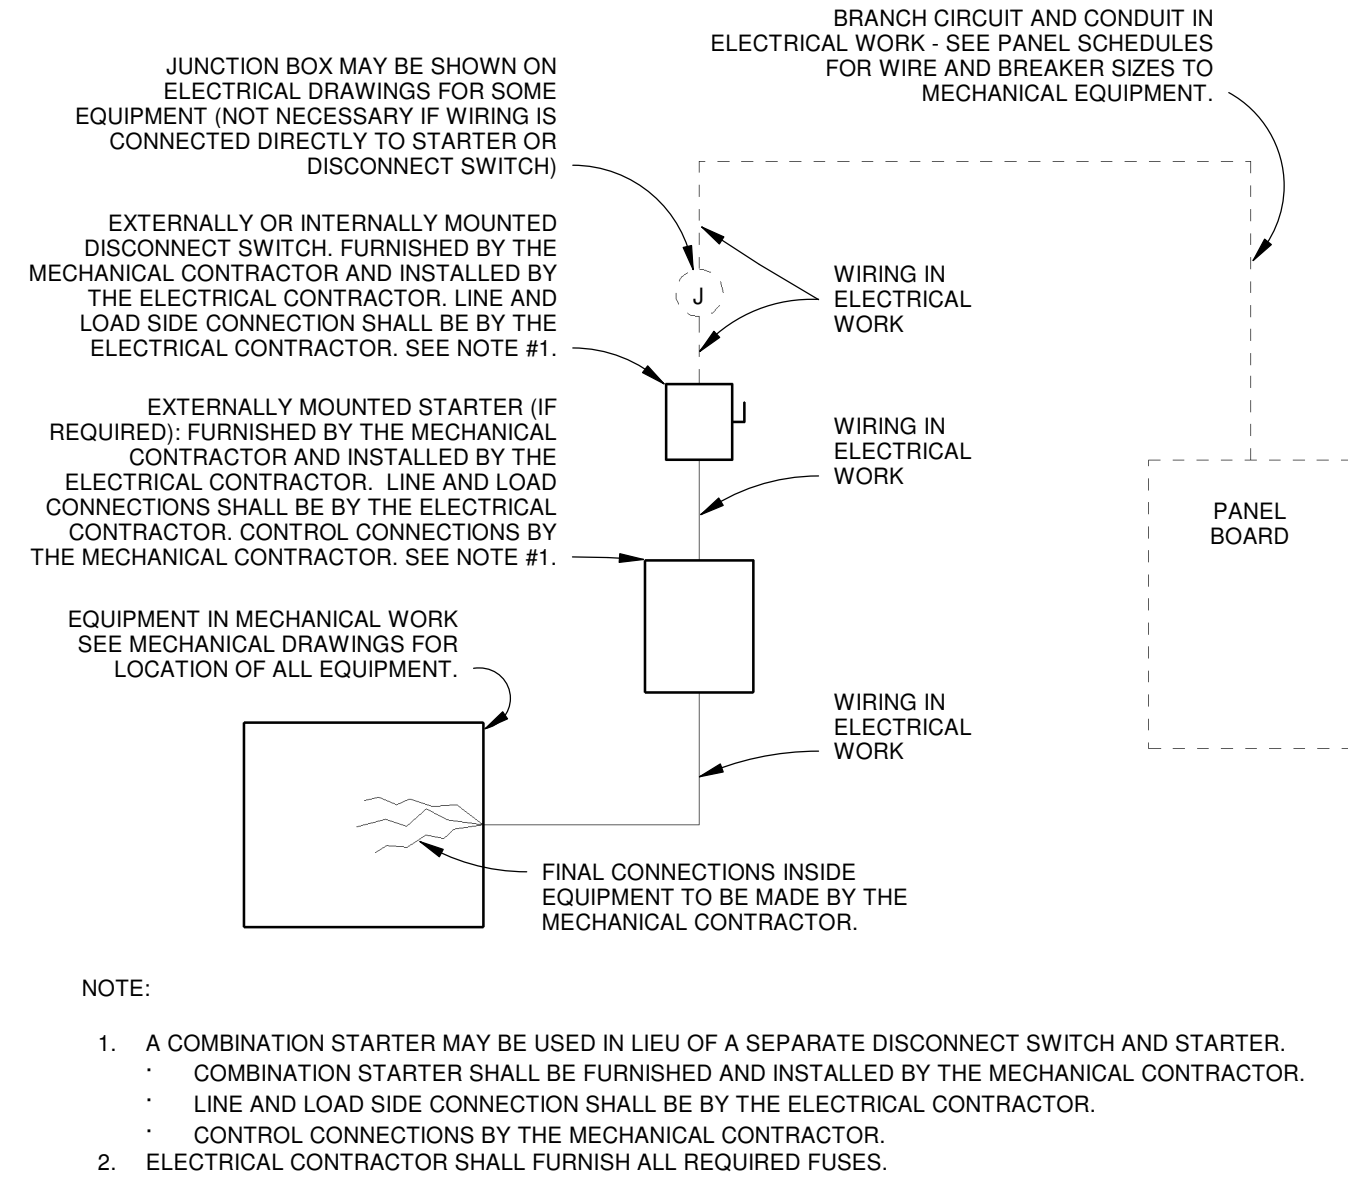 BRANCH CIRCUIT AND CONDUIT IN
ELECTRICAL WORK - SEE PANEL SCHEDULES
FOR WIRE AND BREAKER SIZES TO
MECHANICAL EQUIPMENT.
JUNCTION BOX MAY BE SHOWN ON
ELECTRICAL DRAWINGS FOR SOME
EQUIPMENT (NOT NECESSARY IF WIRING IS
CONNECTED DIRECTLY TO STARTER OR
DISCONNECT SWITCH)
EXTERNALLY OR INTERNALLY MOUNTED
DISCONNECT SWITCH. FURNISHED BY THE
MECHANICAL CONTRACTOR AND INSTALLED BY
THE ELECTRICAL CONTRACTOR. LINE AND
LOAD SIDE CONNECTION SHALL BE BY THE
ELECTRICAL CONTRACTOR. SEE NOTE #1.
J
WIRING IN
ELECTRICAL
WORK
EXTERNALLY MOUNTED STARTER (IF
REQUIRED): FURNISHED BY THE MECHANICAL
CONTRACTOR AND INSTALLED BY THE
ELECTRICAL CONTRACTOR. LINE AND LOAD
CONNECTIONS SHALL BE BY THE ELECTRICAL
CONTRACTOR. CONTROL CONNECTIONS BY
THE MECHANICAL CONTRACTOR. SEE NOTE #1.
WIRING IN
ELECTRICAL
WORK
PANEL
BOARD
EQUIPMENT IN MECHANICAL WORK
SEE MECHANICAL DRAWINGS FOR
LOCATION OF ALL EQUIPMENT.
WIRING IN
ELECTRICAL
WORK
FINAL CONNECTIONS INSIDE
EQUIPMENT TO BE MADE BY THE
MECHANICAL CONTRACTOR.
NOTE:
1. A COMBINATION STARTER MAY BE USED IN LIEU OF A SEPARATE DISCONNECT SWITCH AND STARTER.
· COMBINATION STARTER SHALL BE FURNISHED AND INSTALLED BY THE MECHANICAL CONTRACTOR.
· LINE AND LOAD SIDE CONNECTION SHALL BE BY THE ELECTRICAL CONTRACTOR.
· CONTROL CONNECTIONS BY THE MECHANICAL CONTRACTOR.
2. ELECTRICAL CONTRACTOR SHALL FURNISH ALL REQUIRED FUSES.